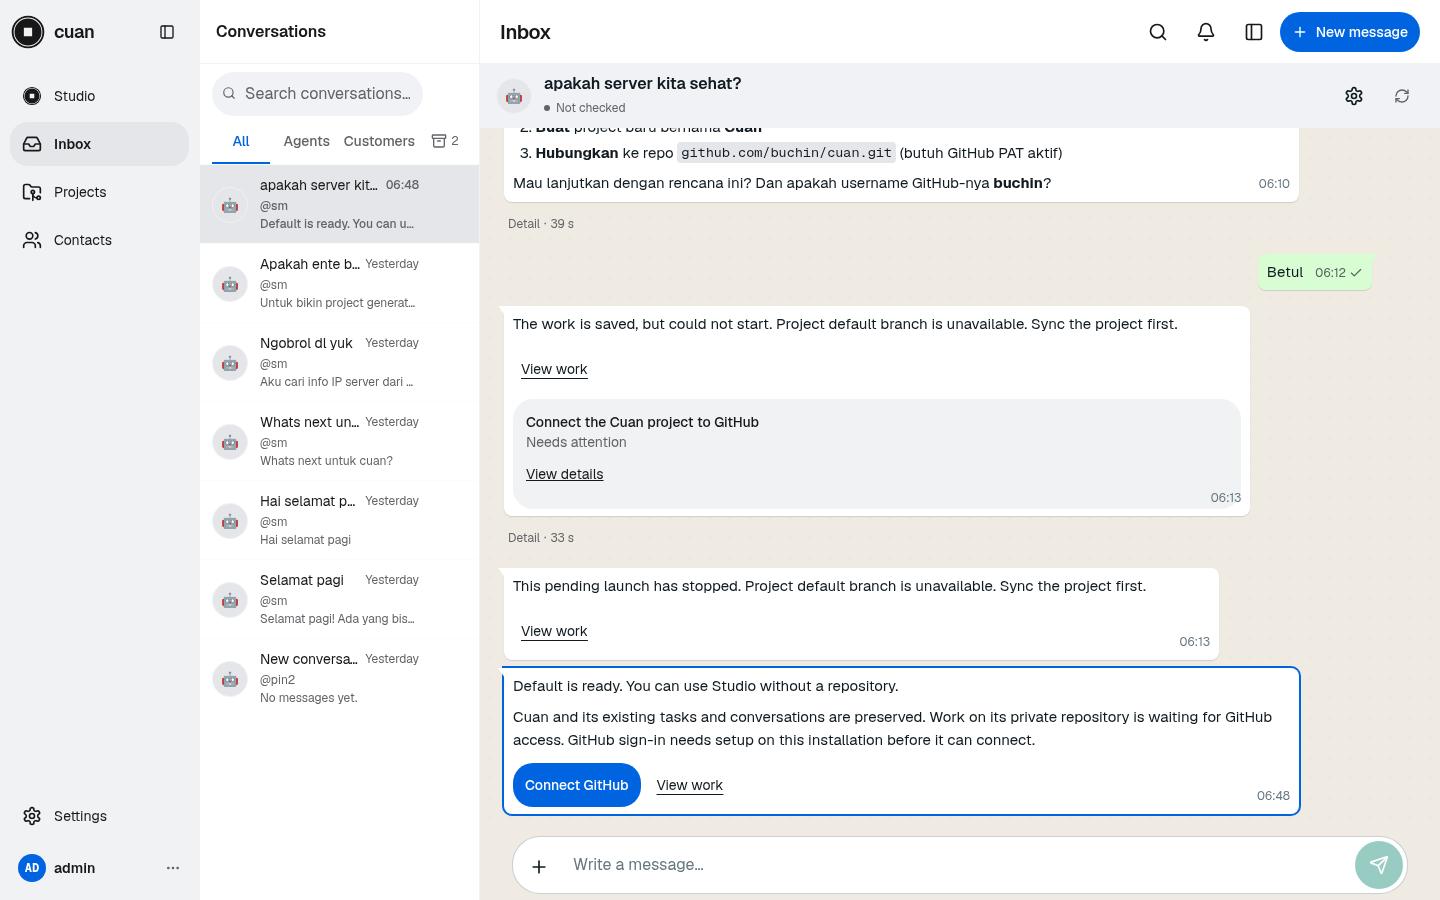 cuan
Studio
Inbox
Projects
Contacts
Settings
AD admin
Conversations
Search conversations...
All Agents Customers 2
apakah server kit... 06:48
@sm
Default is ready. You can u...
Apakah ente b... Yesterday
@sm
Untuk bikin project generat...
Ngobrol dl yuk Yesterday
@sm
Aku cari info IP server dari ...
Whats next un... Yesterday
@sm
Whats next untuk cuan?
Hai selamat p... Yesterday
@sm
Hai selamat pagi
Selamat pagi Yesterday
@sm
Selamat pagi! Ada yang bis...
New conversa... Yesterday
@pin2
No messages yet.
Inbox
New message
apakah server kita sehat?
Not checked
2. Buat project baru bernama Cuan
3. Hubungkan ke repo github.com/buchin/cuan.git (butuh GitHub PAT aktif)
Mau lanjutkan dengan rencana ini? Dan apakah username GitHub-nya buchin? 06:10
Detail · 39 s
Betul 06:12
The work is saved, but could not start. Project default branch is unavailable. Sync the project first.
View work
Connect the Cuan project to GitHub
Needs attention
View details
06:13
Detail · 33 s
This pending launch has stopped. Project default branch is unavailable. Sync the project first.
View work
06:13
Default is ready. You can use Studio without a repository.
Cuan and its existing tasks and conversations are preserved. Work on its private repository is waiting for GitHub
access. GitHub sign-in needs setup on this installation before it can connect.
Connect GitHub View work
06:48
Write a message...